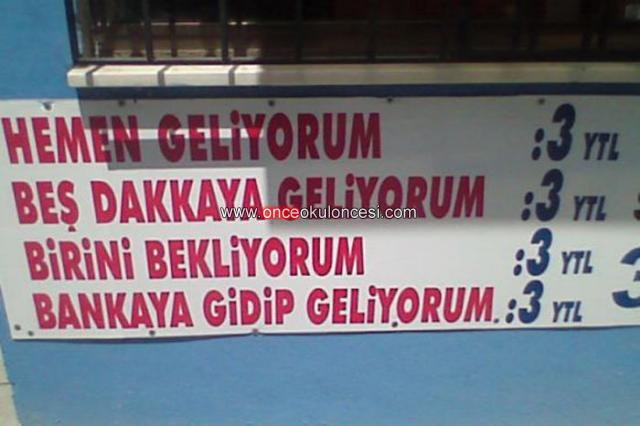 HEMEN GELİYORUM :3 YTL
BEŞ DAKKAYA GELİYORUM :3 YTL
www.onceokuloncesi.com
BİRİNİ BEKLİYORUM :3 YTL 3
BANKAYA GİDİP GELİYORUM. :3 YTL